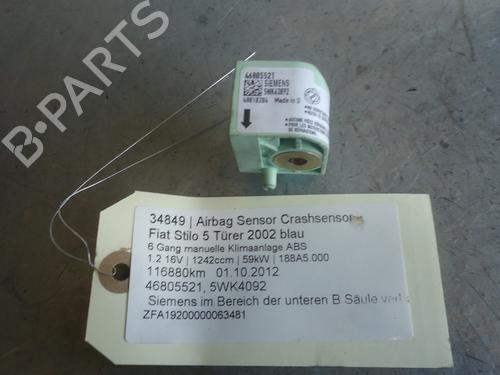 B-PARTS
46805521
SIEMENS
5WK43092
Made in D
34849 | Airbag Sensor Crashsensor
Fiat Stilo 5 Türer 2002 blau
6 Gang manuelle Klimaanlage ABS
1.2 16V | 1242ccm | 59kW | 188A5.000
116880km 01.10.2012
46805521, 5WK4092
Siemens im Bereich der unteren B Säule
ZFA19200000063481